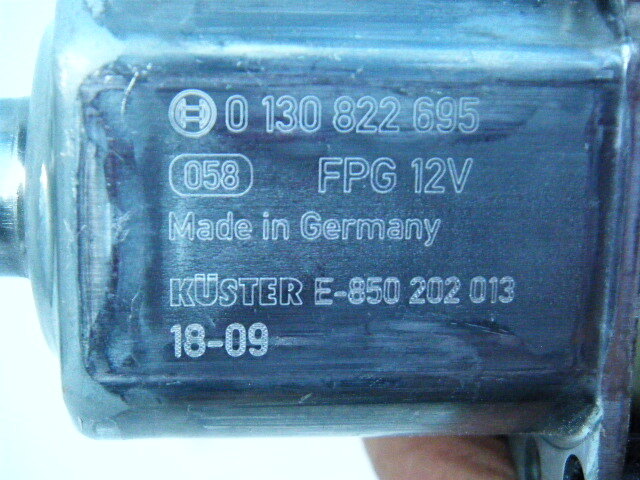 0 130 822 695
058 FPG 12V
Made in Germany
KÜSTER E-850 202 013
18-09